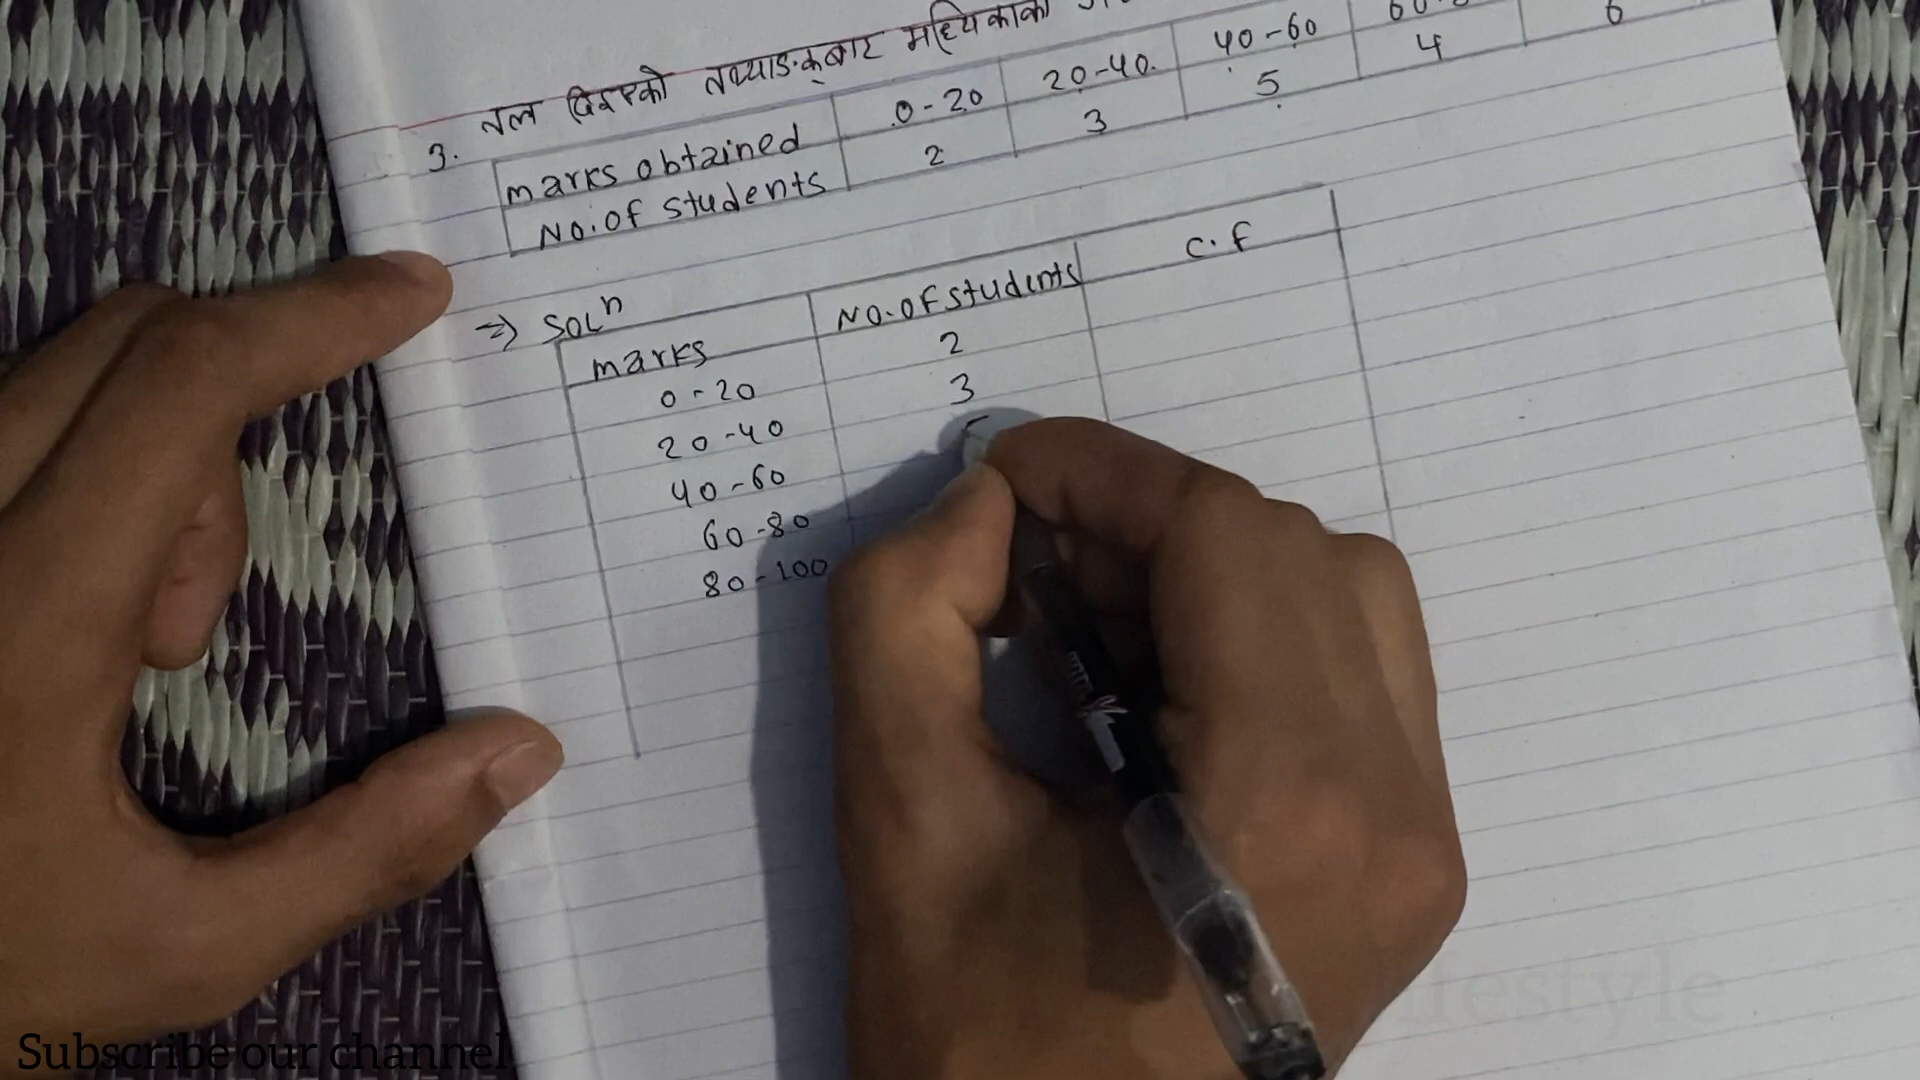 3. तल दिइएको तथ्याङ्कबाट मध्यिकाको
marks obtained 0-20 20-40. 40-60
No. of students 2 3 5 4 6
=> Solⁿ
marks No. of students C.F
0-20 2
20-40 3
40-60
60-80
80-100
Subscribe our channel